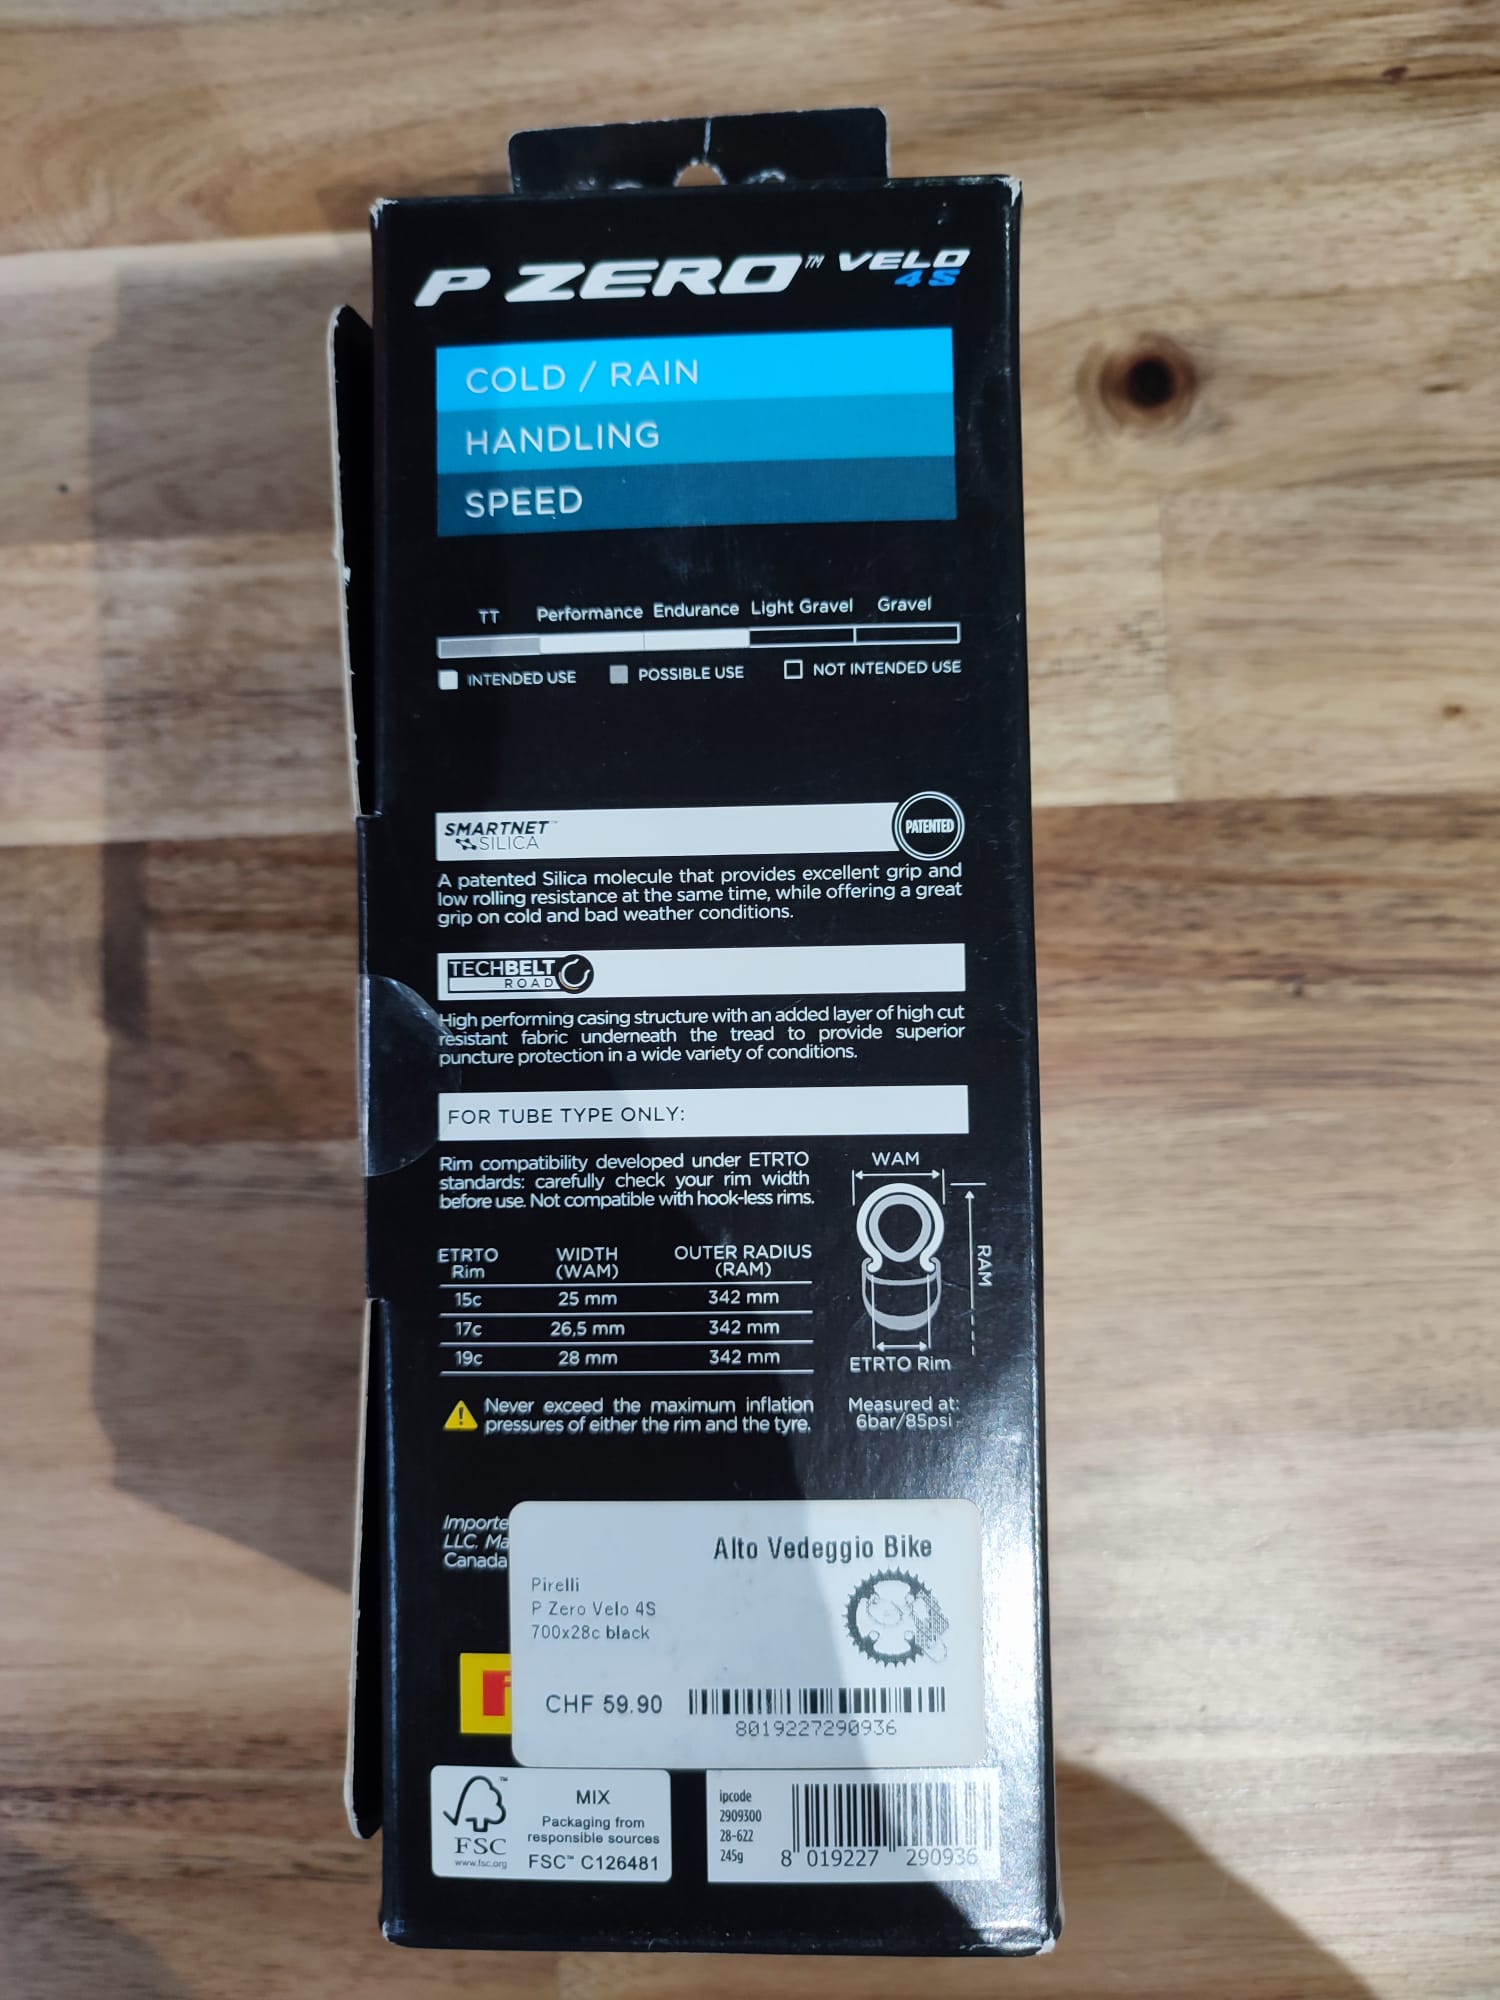 P ZERO™ VELO
4S
COLD / RAIN
HANDLING
SPEED
TT Performance Endurance Light Gravel Gravel
INTENDED USE POSSIBLE USE NOT INTENDED USE
SMARTNET™
SILICA
PATENTED
A patented Silica molecule that provides excellent grip and
low rolling resistance at the same time, while offering a great
grip on cold and bad weather conditions.
TECHBELT
ROAD
High performing casing structure with an added layer of high cut
resistant fabric underneath the tread to provide superior
puncture protection in a wide variety of conditions.
FOR TUBE TYPE ONLY:
Rim compatibility developed under ETRTO
standards: carefully check your rim width
before use. Not compatible with hook-less rims.
WAM
RAM
ETRTO Rim
Measured at:
6bar/85psi
ETRTO Rim WIDTH (WAM) OUTER RADIUS (RAM)
15c 25 mm 342 mm
17c 26,5 mm 342 mm
19c 28 mm 342 mm
Never exceed the maximum inflation
pressures of either the rim and the tyre.
Importe
LLC. Ma
Canada
Alto Vedeggio Bike
Pirelli
P Zero Velo 4S
700x28c black
CHF 59.90
8019227290936
FSC™
www.fsc.org
MIX
Packaging from
responsible sources
FSC™ C126481
ipcode
2909300
28-622
245g
8 019227 290936